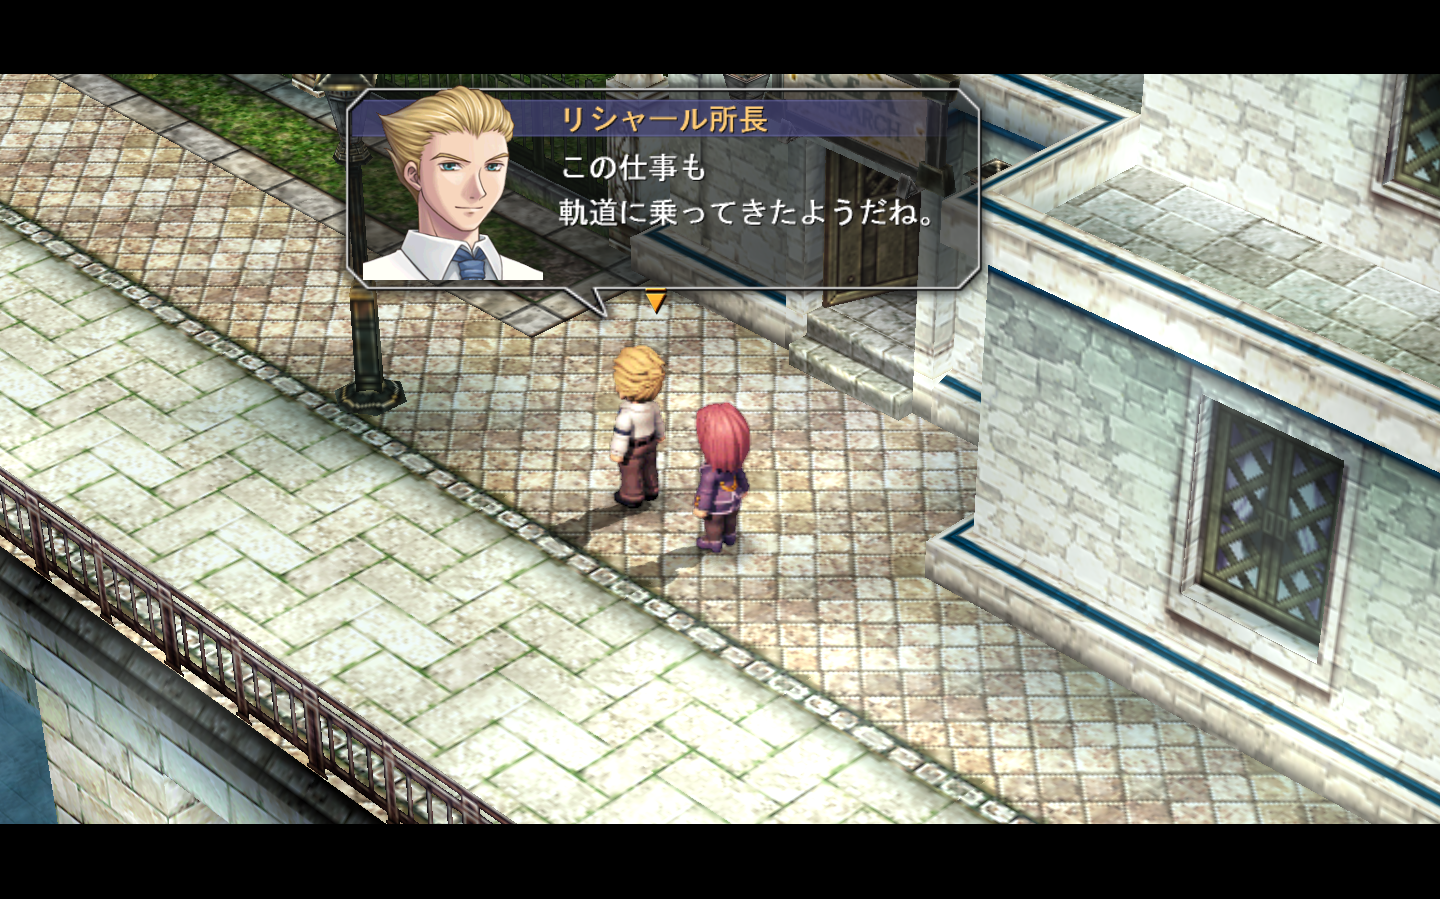 リシャール所長
この仕事も
軌道に乗ってきたようだね。